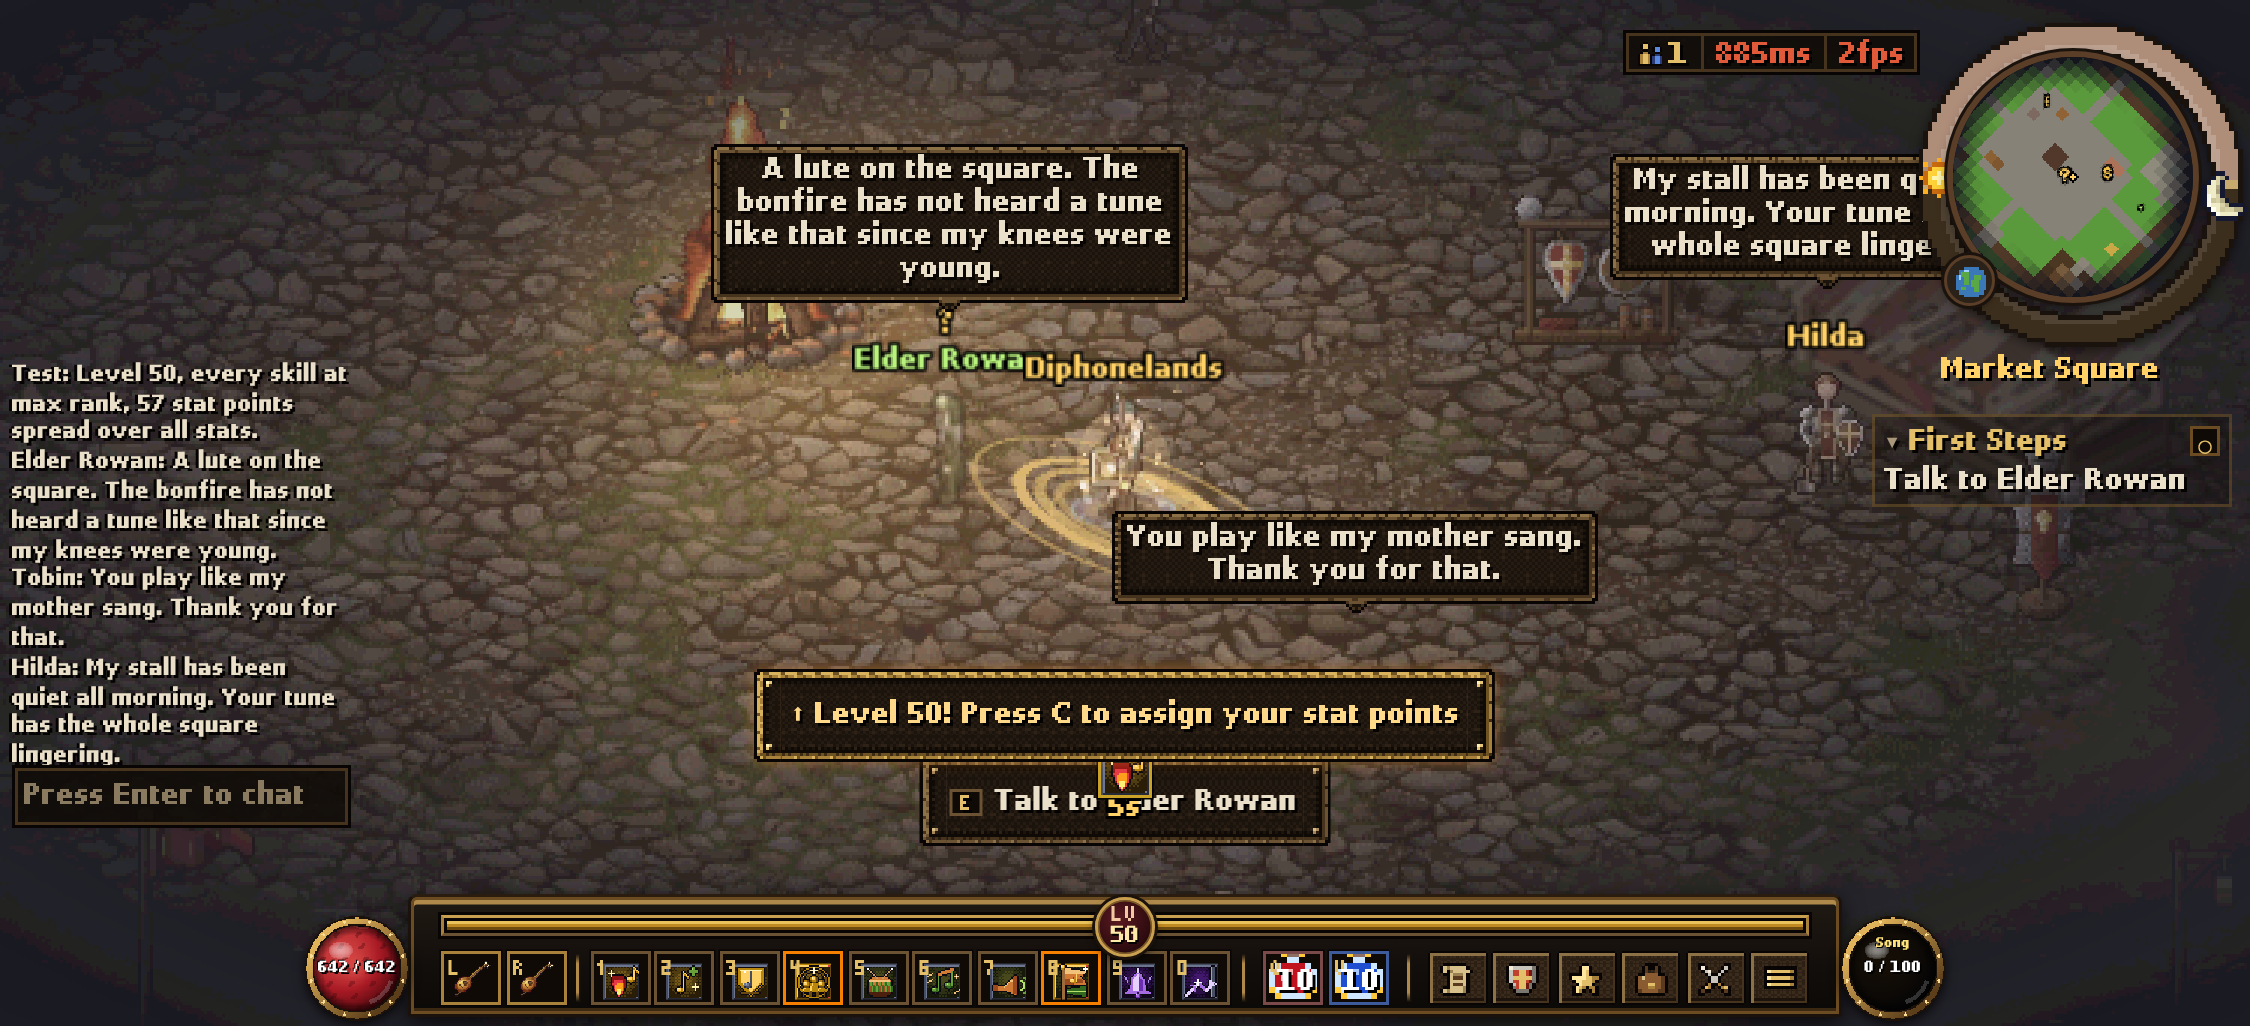 1
885ms
2fps
A lute on the square. The
bonfire has not heard a tune
like that since my knees were
young.
My stall has been q
morning. Your tune
whole square linge
?
Elder Rowa
Diphonelands
Hilda
Market Square
First Steps
Talk to Elder Rowan
You play like my mother sang.
Thank you for that.
Test: Level 50, every skill at
max rank, 57 stat points
spread over all stats.
Elder Rowan: A lute on the
square. The bonfire has not
heard a tune like that since
my knees were young.
Tobin: You play like my
mother sang. Thank you for
that.
Hilda: My stall has been
quiet all morning. Your tune
has the whole square
lingering.
Press Enter to chat
↑ Level 50! Press C to assign your stat points
E Talk to der Rowan
5s
LV
50
642 / 642
L R 1 2 3 4 5 6 7 8 9 0
10 10
Song
0 / 100